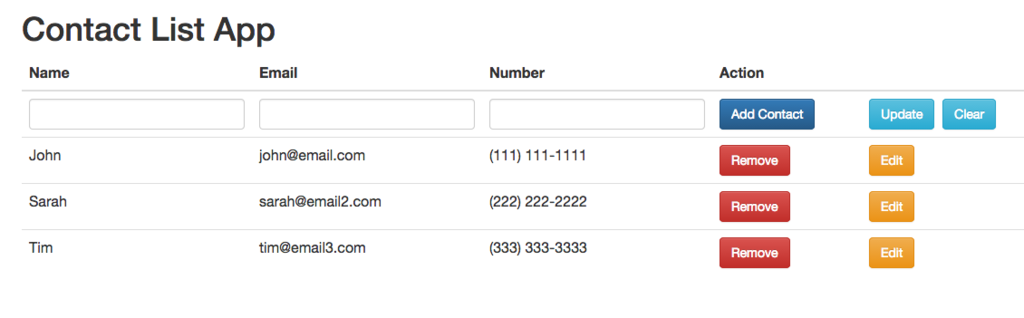 Contact List App
Name Email Number Action
Add Contact Update Clear
John john@email.com (111) 111-1111 Remove Edit
Sarah sarah@email2.com (222) 222-2222 Remove Edit
Tim tim@email3.com (333) 333-3333 Remove Edit